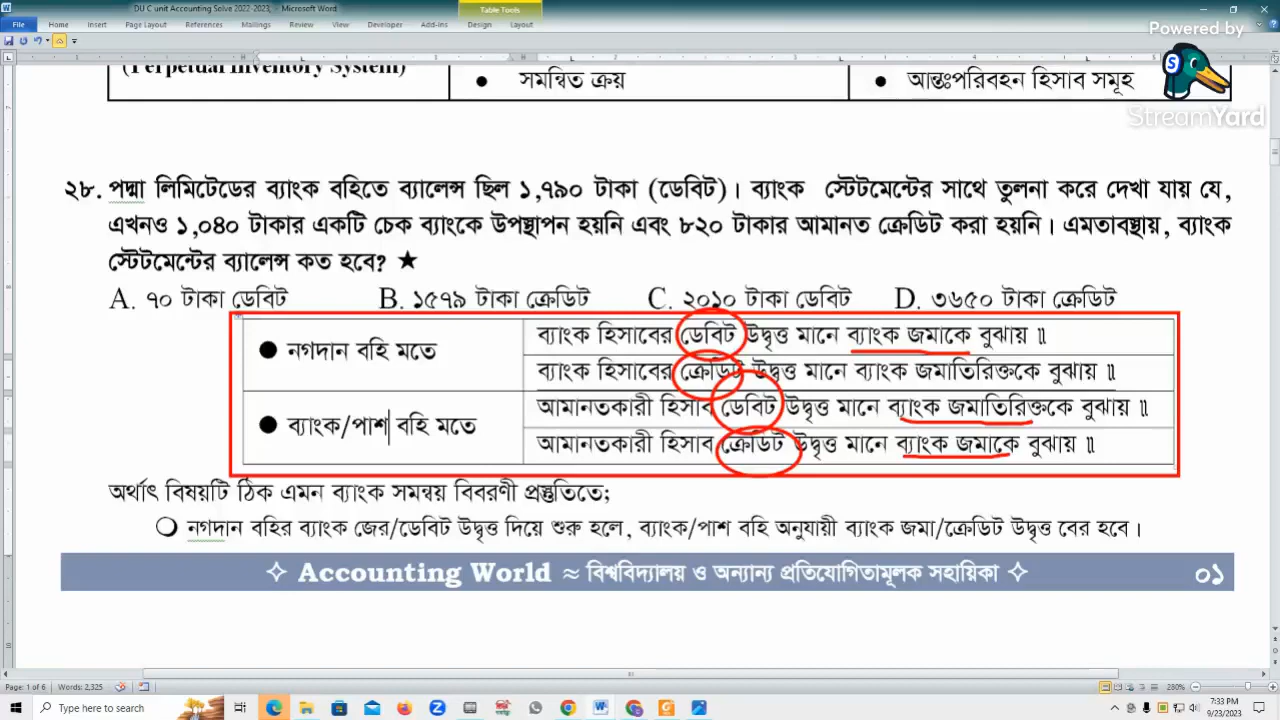 DU C unit Accounting Solve 2022-2023, - Microsoft Word
Table Tools
File Home Insert Page Layout References Mailings Review View Developer Add-Ins Design Layout
Powered by
StreamYard
(Perpetual Inventory System)
● সমন্বিত ক্রয়
● আন্তঃপরিবহন হিসাব সমূহ
২৮. পদ্মা লিমিটেডের ব্যাংক বহিতে ব্যালেন্স ছিল ১,৭৯০ টাকা (ডেবিট)। ব্যাংক স্টেটমেন্টের সাথে তুলনা করে দেখা যায় যে,
এখনও ১,০৪০ টাকার একটি চেক ব্যাংকে উপস্থাপন হয়নি এবং ৮২০ টাকার আমানত ক্রেডিট করা হয়নি। এমতাবস্থায়, ব্যাংক
স্টেটমেন্টের ব্যালেন্স কত হবে? ★
A. ৭০ টাকা ডেবিট B. ১৫৭৯ টাকা ক্রেডিট C. ২০১০ টাকা ডেবিট D. ৩৬৫০ টাকা ক্রেডিট
● নগদান বহি মতে
ব্যাংক হিসাবের ডেবিট উদ্বৃত্ত মানে ব্যাংক জমাকে বুঝায় ॥
ব্যাংক হিসাবের ক্রেডিট উদ্বৃত্ত মানে ব্যাংক জমাতিরিক্তকে বুঝায় ॥
● ব্যাংক/পাশ বহি মতে
আমানতকারী হিসাব ডেবিট উদ্বৃত্ত মানে ব্যাংক জমাতিরিক্তকে বুঝায় ॥
আমানতকারী হিসাব ক্রেডিট উদ্বৃত্ত মানে ব্যাংক জমাকে বুঝায় ॥
অর্থাৎ বিষয়টি ঠিক এমন ব্যাংক সমন্বয় বিবরণী প্রস্তুতিতে;
❍ নগদান বহির ব্যাংক জের/ডেবিট উদ্বৃত্ত দিয়ে শুরু হলে, ব্যাংক/পাশ বহি অনুযায়ী ব্যাংক জমা/ক্রেডিট উদ্বৃত্ত বের হবে।
✧ Accounting World ≈ বিশ্ববিদ্যালয় ও অন্যান্য প্রতিযোগিতামূলক সহায়িকা ✧ ০১
Page: 1 of 6 Words: 2,325 280%
Type here to search
7:33 PM
9/23/2023